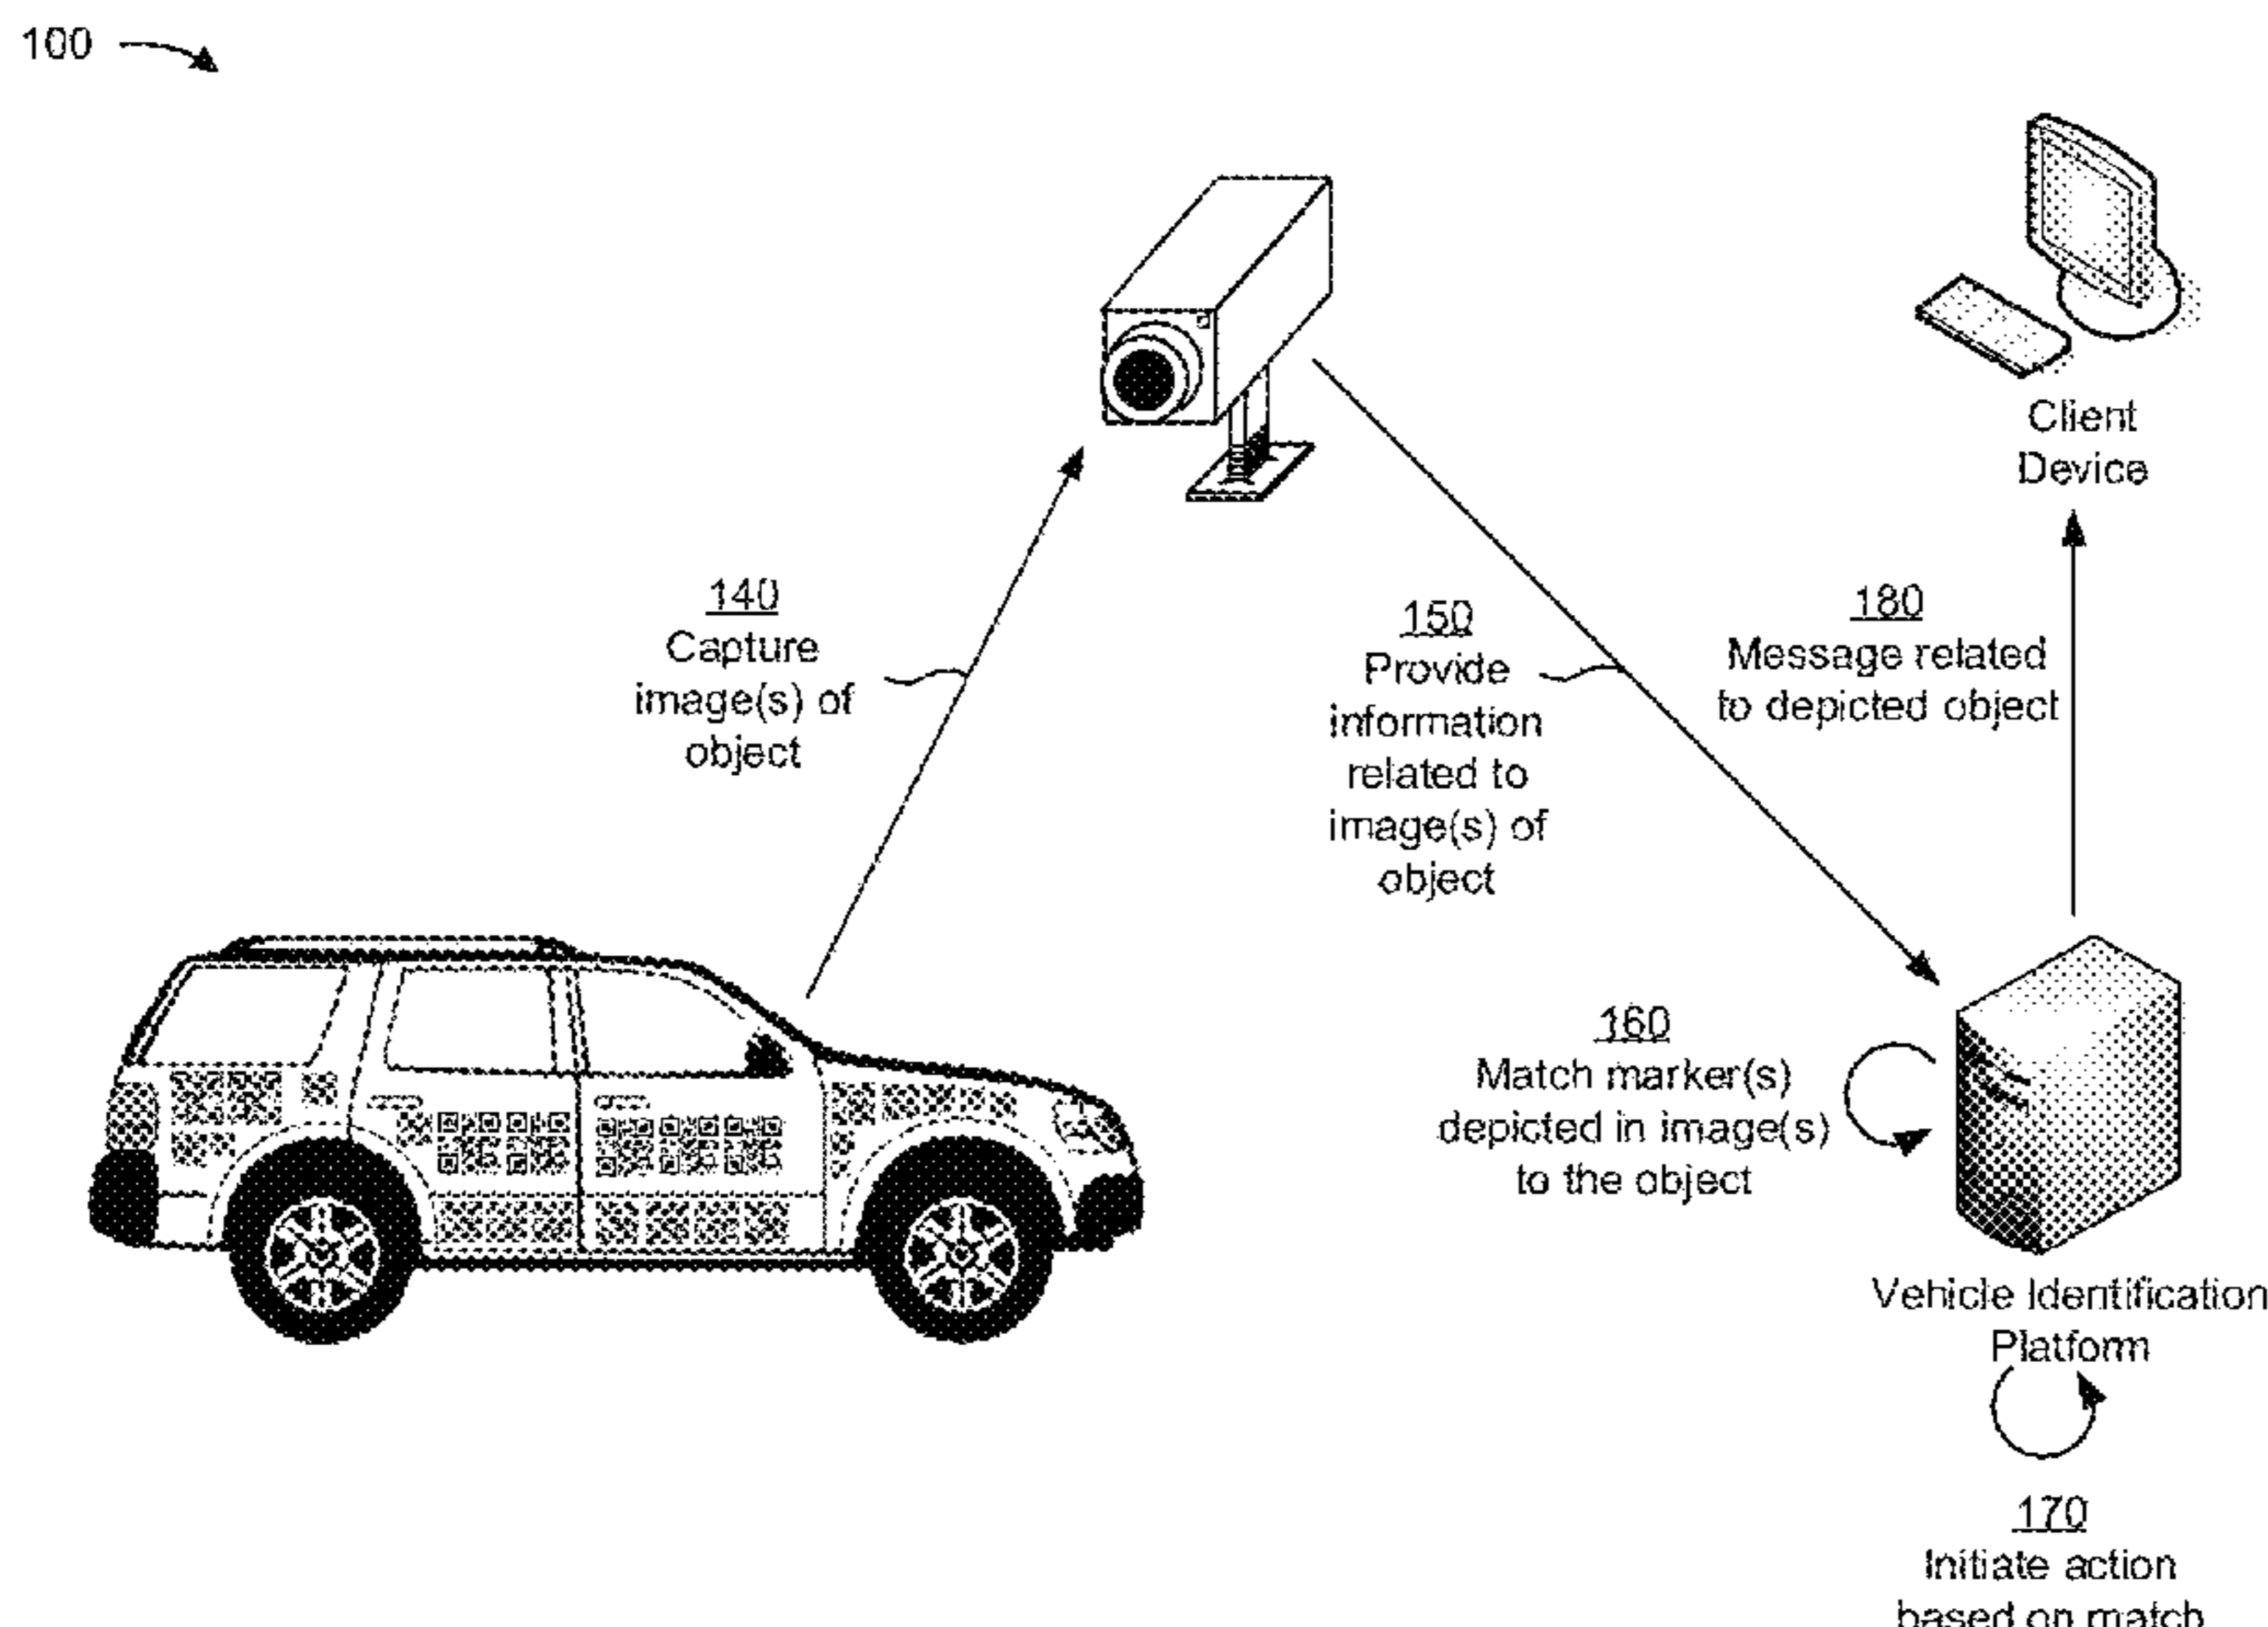 100
Client
Device
140
Capture
image(s) of
object
150
Provide
information
related to
image(s) of
object
180
Message related
to depicted object
160
Match marker(s)
depicted in image(s)
to the object
Vehicle Identification
Platform
170
Initiate action
based on match